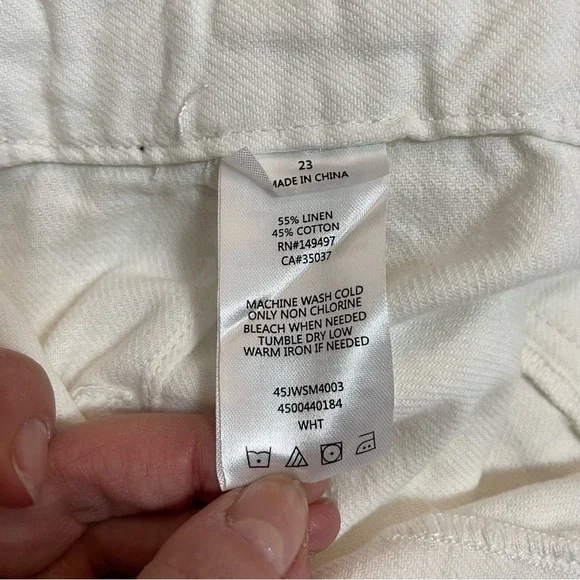 23
MADE IN CHINA
55% LINEN
45% COTTON
RN#149497
CA#35037
MACHINE WASH COLD
ONLY NON CHLORINE
BLEACH WHEN NEEDED
TUMBLE DRY LOW
WARM IRON IF NEEDED
45JWSM4003
4500440184
WHT